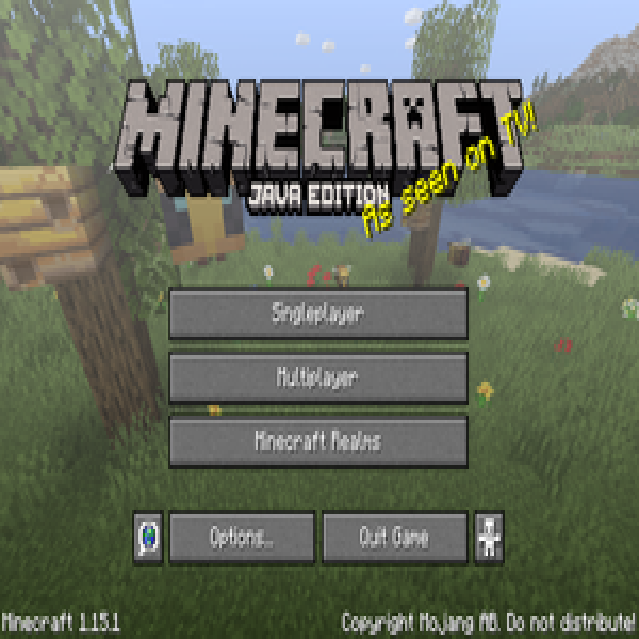 MINECRAFT
JAVA EDITION
As seen on TV!
Singleplayer
Multiplayer
Minecraft Realms
Options...
Quit Game
Minecraft 1.15.1
Copyright Mojang AB. Do not distribute!